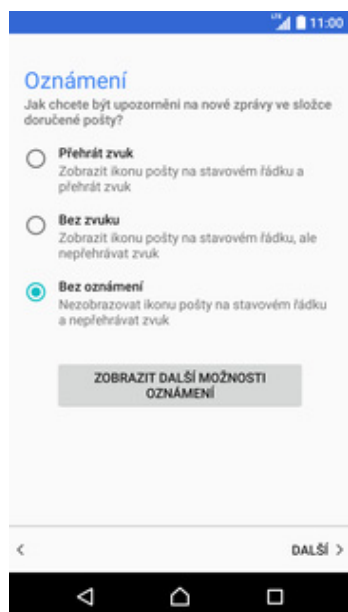 LTE 11:00
Oznámení
Jak chcete být upozorněni na nové zprávy ve složce
doručené pošty?
Přehrát zvuk
Zobrazit ikonu pošty na stavovém řádku a
přehrát zvuk
Bez zvuku
Zobrazit ikonu pošty na stavovém řádku, ale
nepřehrávat zvuk
Bez oznámení
Nezobrazovat ikonu pošty na stavovém řádku
a nepřehrávat zvuk
ZOBRAZIT DALŠÍ MOŽNOSTI
OZNÁMENÍ
DALŠÍ